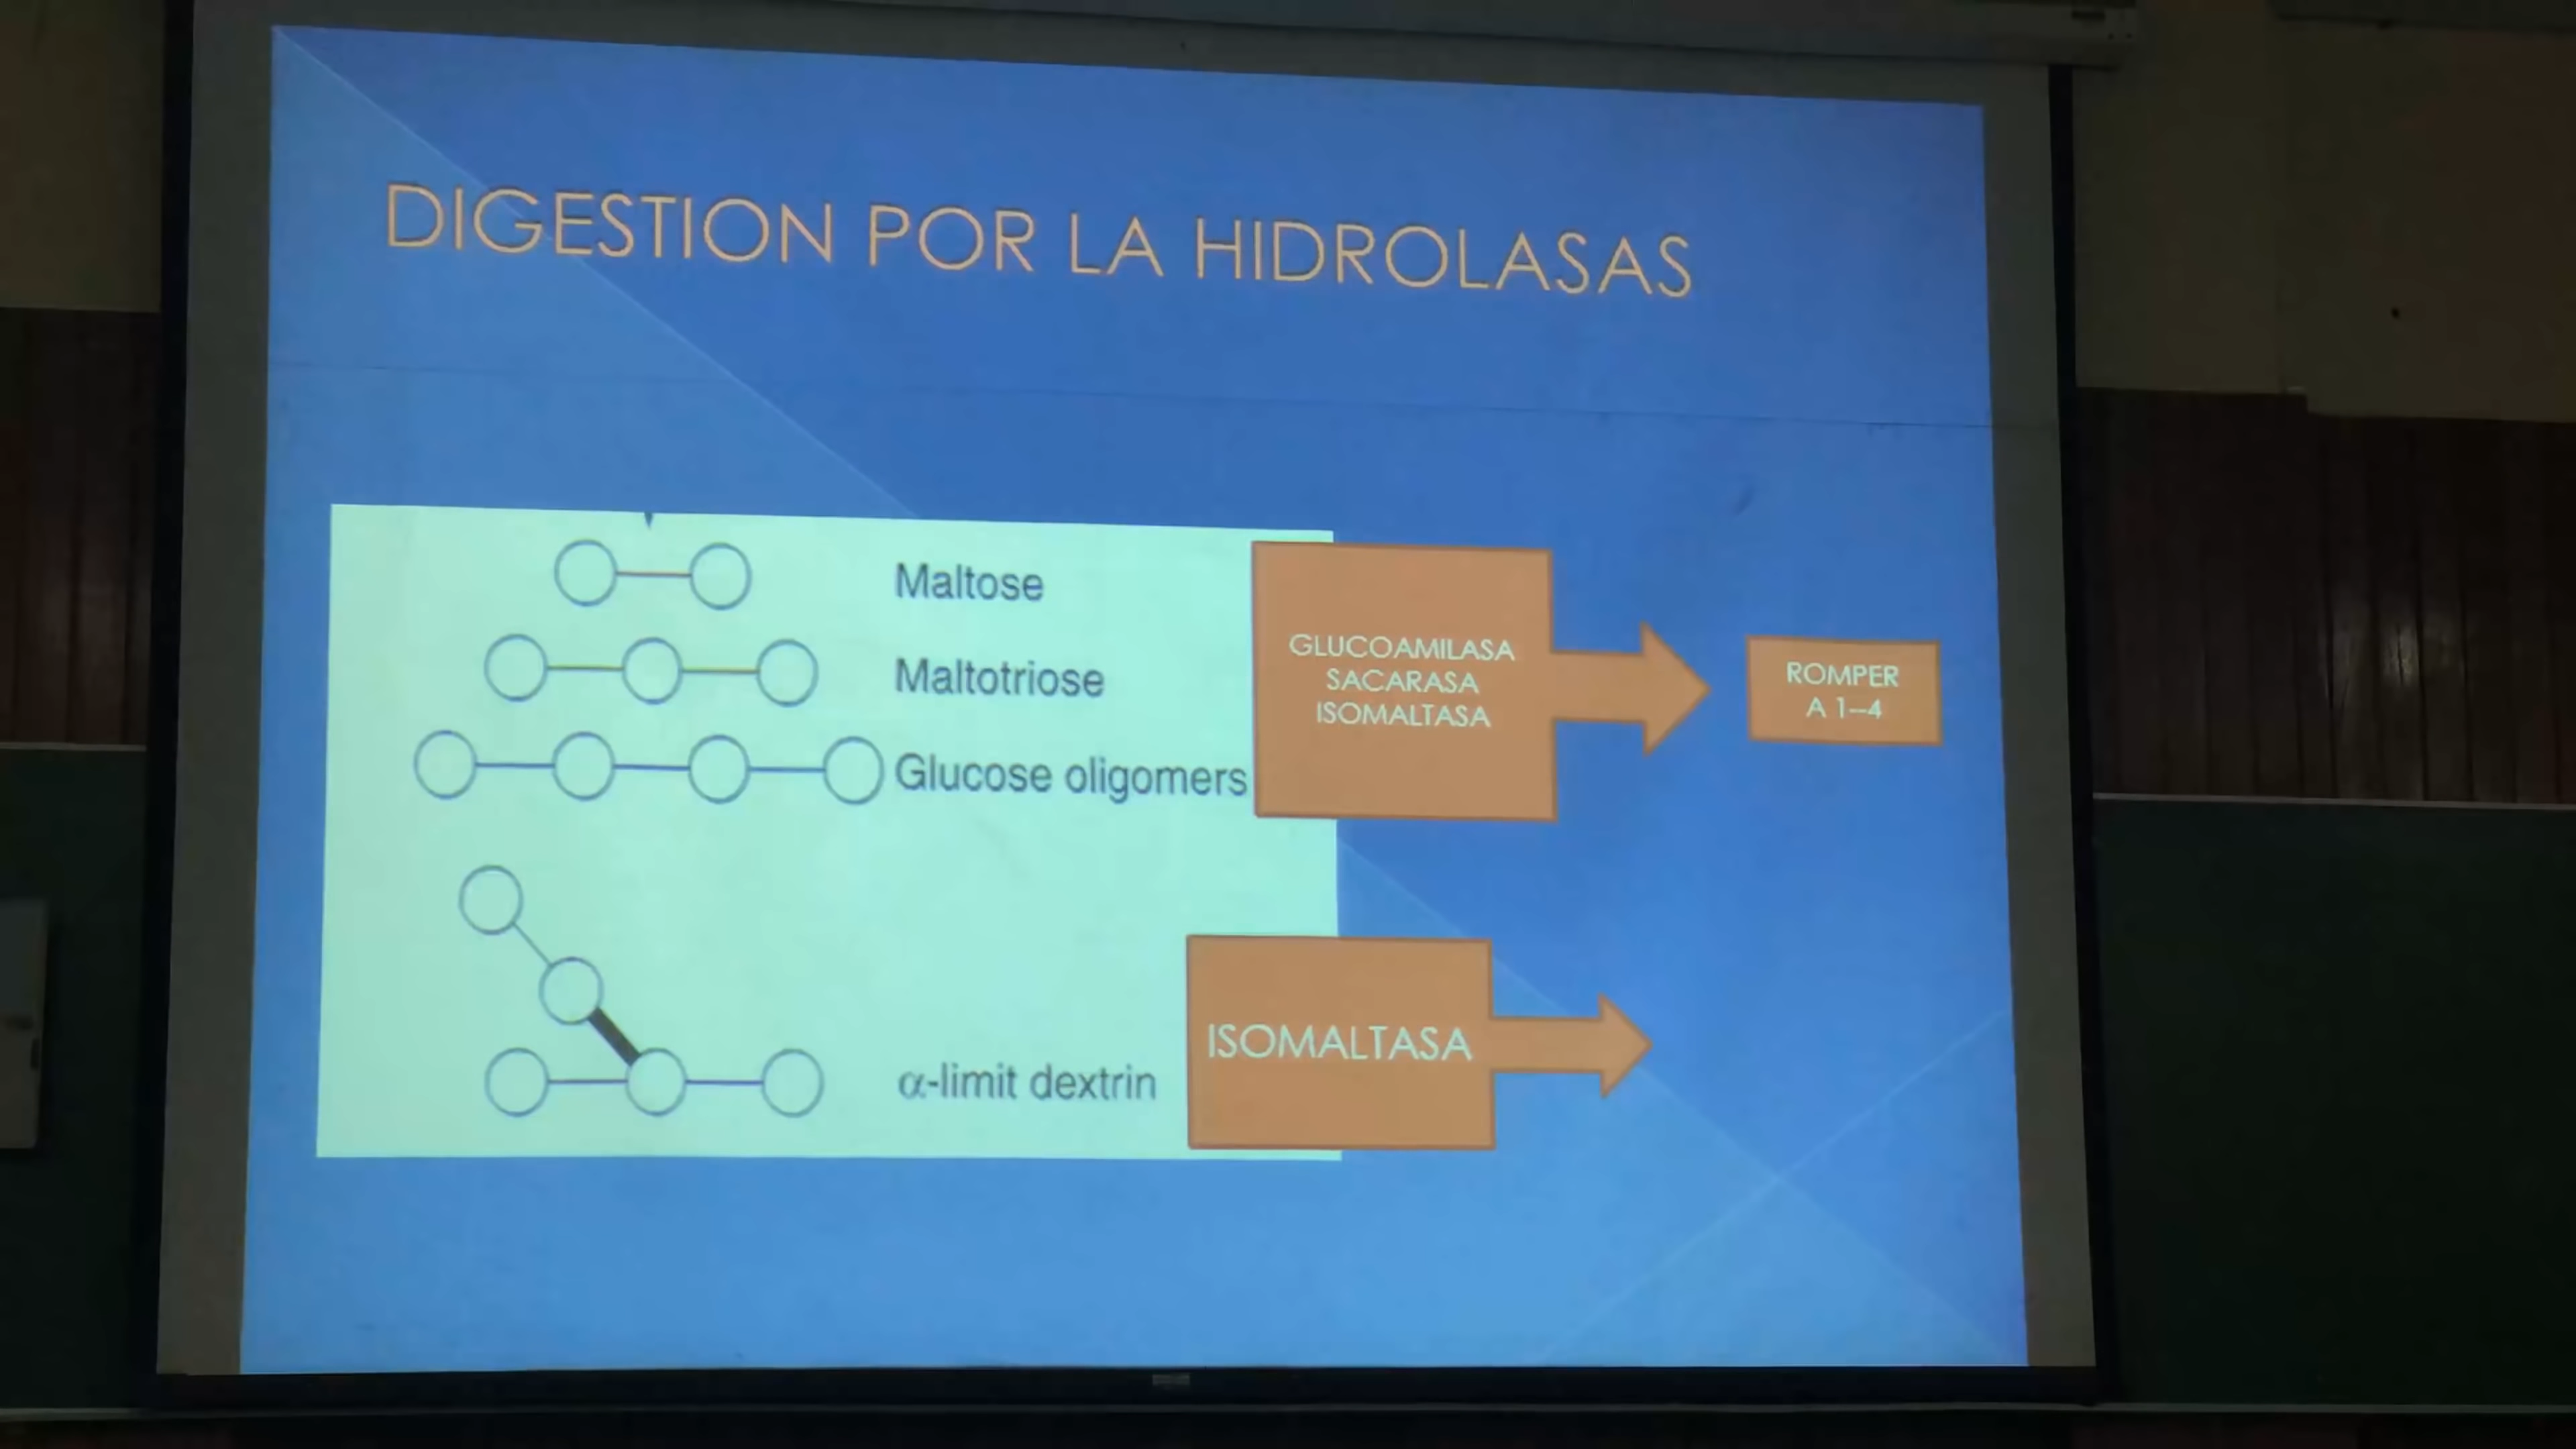 DIGESTION POR LA HIDROLASAS
Maltose
Maltotriose
Glucose oligomers
α-limit dextrin
GLUCOAMILASA
SACARASA
ISOMALTASA
ROMPER
A 1–4
ISOMALTASA